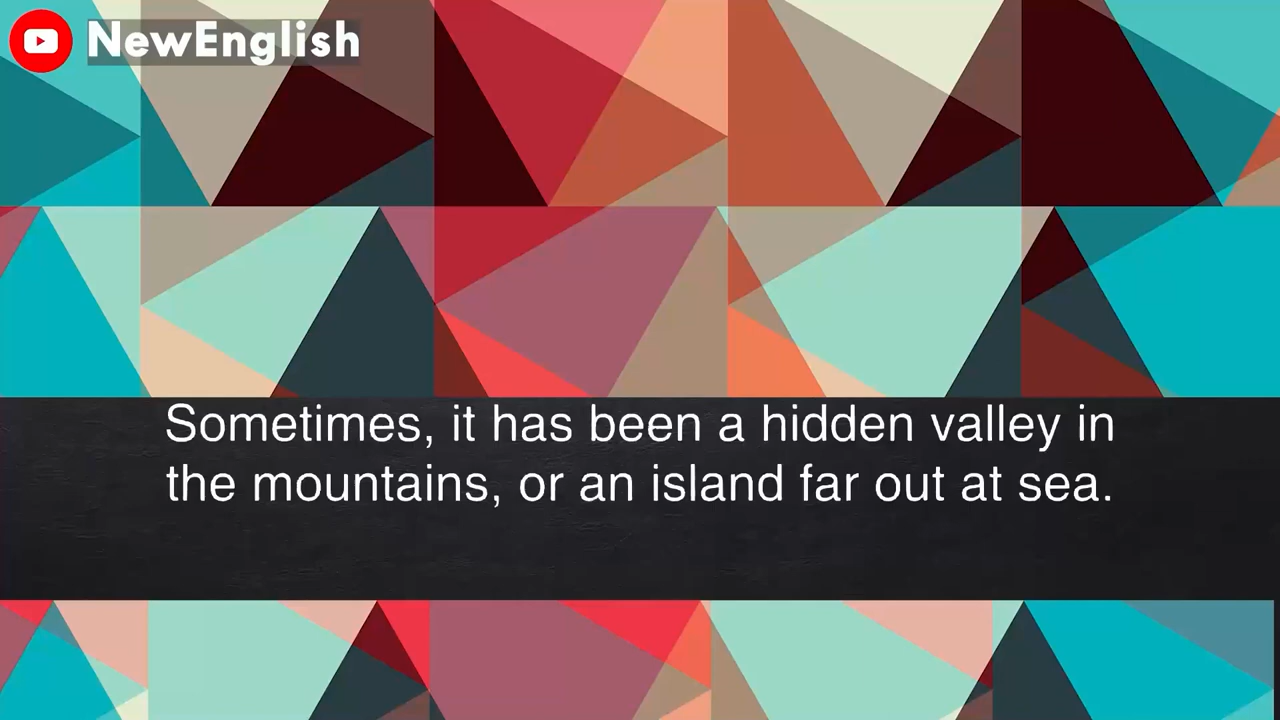 NewEnglish
Sometimes, it has been a hidden valley in
the mountains, or an island far out at sea.